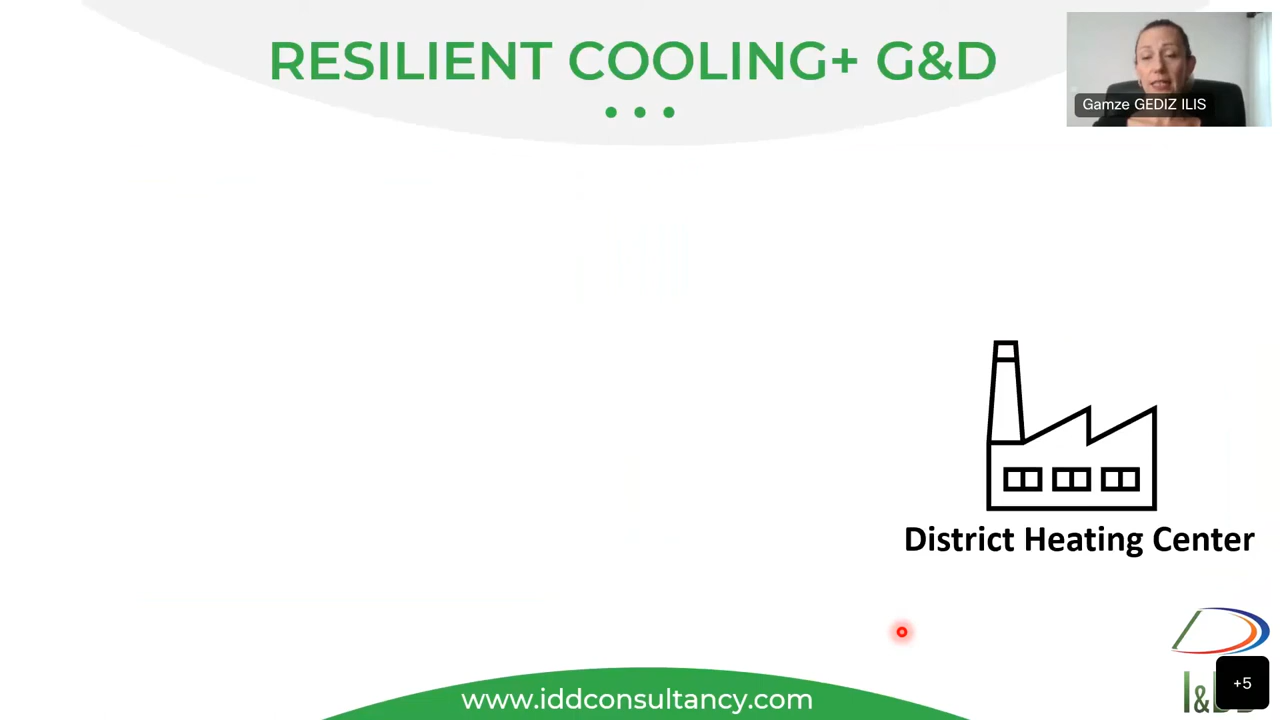 RESILIENT COOLING+ G&D
Gamze GEDIZ ILIS
District Heating Center
+5
www.iddconsultancy.com